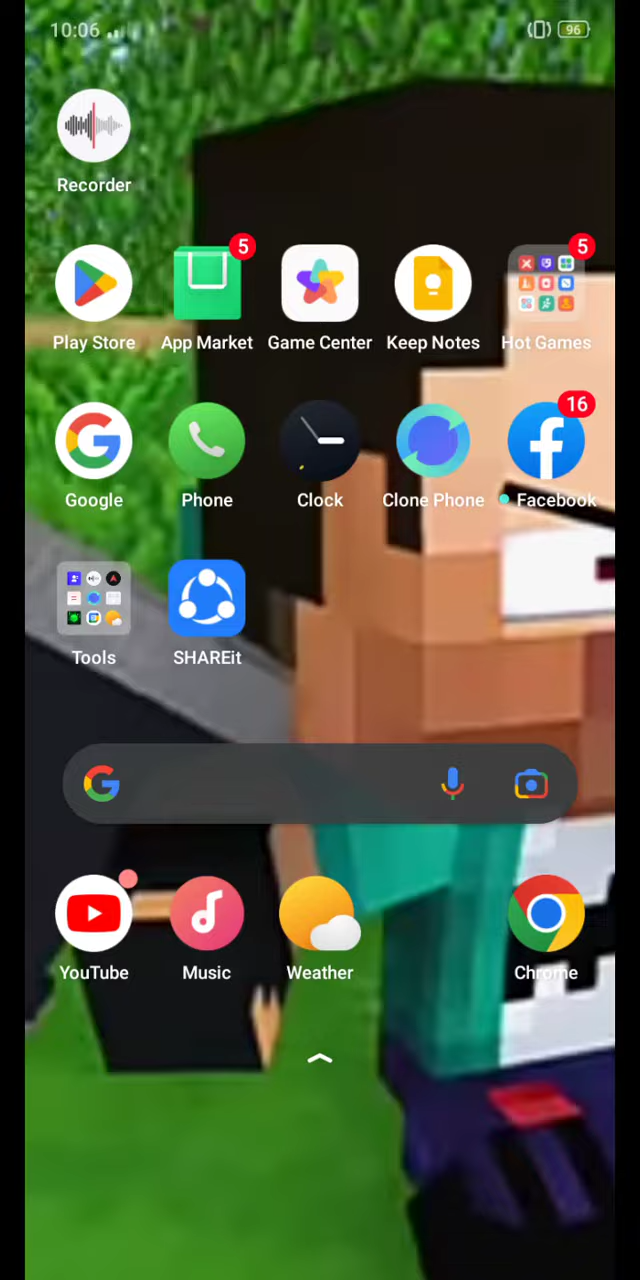 10:06
96
Recorder
5
5
Play Store
App Market
Game Center
Keep Notes
Hot Games
16
Google
Phone
Clock
Clone Phone
Facebook
Tools
SHAREit
YouTube
Music
Weather
Chrome